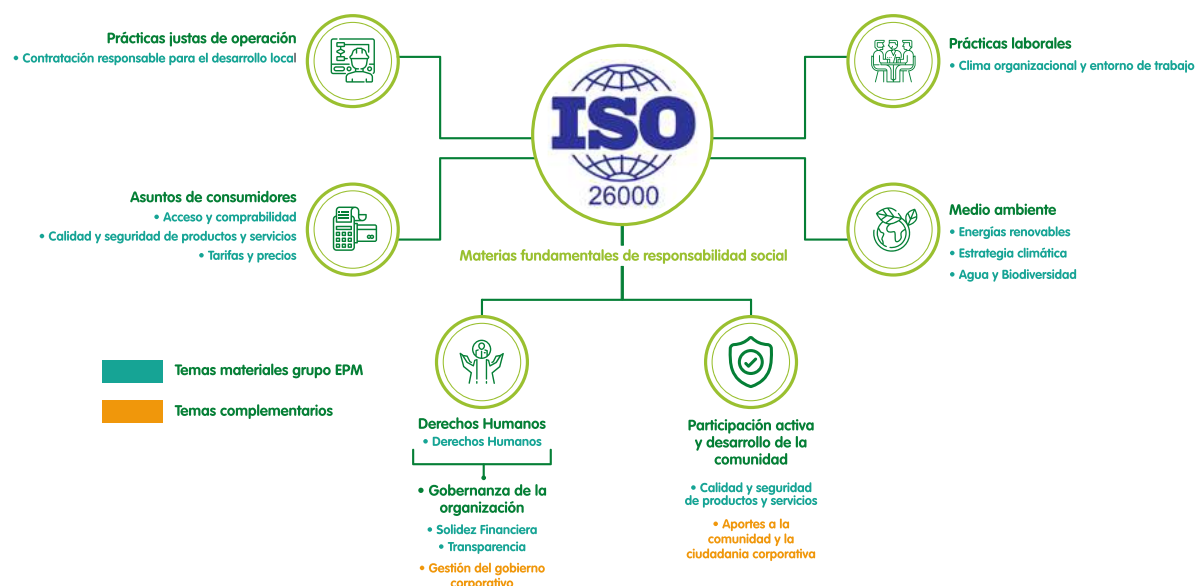 Prácticas justas de operación
• Contratación responsable para el desarrollo local
Asuntos de consumidores
• Acceso y comprabilidad
• Calidad y seguridad de productos y servicios
• Tarifas y precios
ISO
26000
Materias fundamentales de responsabilidad social
Prácticas laborales
• Clima organizacional y entorno de trabajo
Medio ambiente
• Energías renovables
• Estrategia climática
• Agua y Biodiversidad
Temas materiales grupo EPM
Temas complementarios
Derechos Humanos
• Derechos Humanos
• Gobernanza de la
organización
• Solidez Financiera
• Transparencia
• Gestión del gobierno
corporativo
Participación activa
y desarrollo de la
comunidad
• Calidad y seguridad
de productos y servicios
• Aportes a la
comunidad y la
ciudadania corporativa